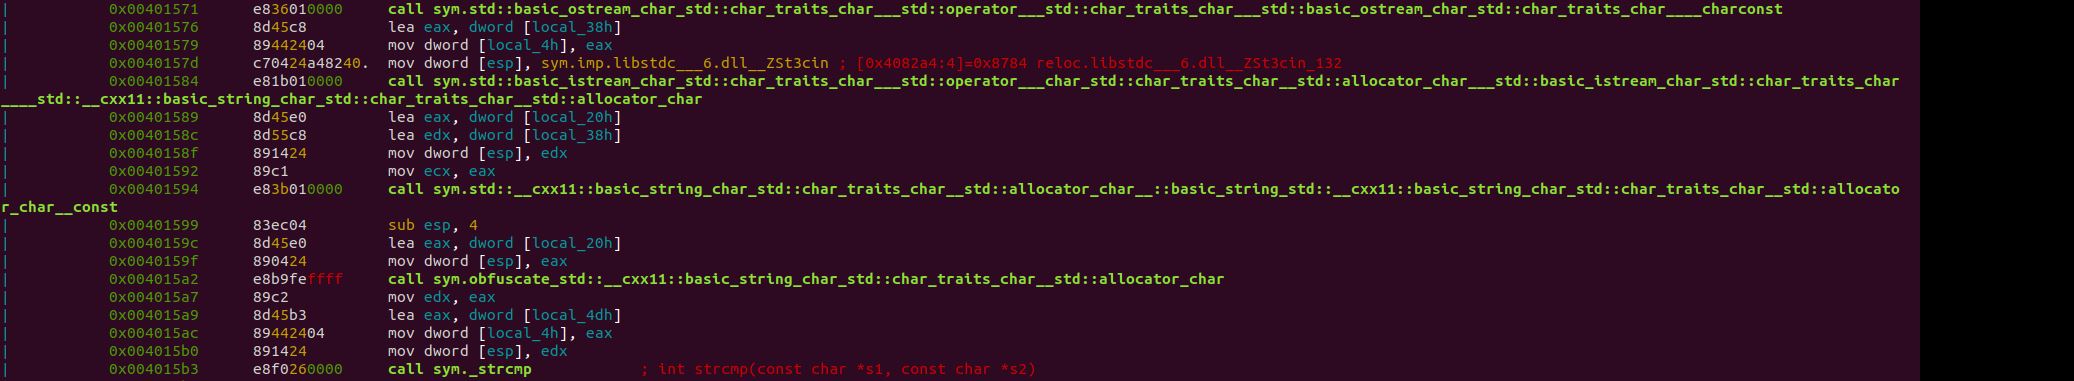 | 0x00401571 e836010000 call sym.std::basic_ostream_char_std::char_traits_char___std::operator___std::char_traits_char___std::basic_ostream_char_std::char_traits_char____charconst
| 0x00401576 8d45c8 lea eax, dword [local_38h]
| 0x00401579 89442404 mov dword [local_4h], eax
| 0x0040157d c70424a48240. mov dword [esp], sym.imp.libstdc___6.dll__ZSt3cin ; [0x4082a4:4]=0x8784 reloc.libstdc___6.dll__ZSt3cin_132
| 0x00401584 e81b010000 call sym.std::basic_istream_char_std::char_traits_char___std::operator___char_std::char_traits_char__std::allocator_char___std::basic_istream_char_std::char_traits_char
____std::__cxx11::basic_string_char_std::char_traits_char__std::allocator_char
| 0x00401589 8d45e0 lea eax, dword [local_20h]
| 0x0040158c 8d55c8 lea edx, dword [local_38h]
| 0x0040158f 891424 mov dword [esp], edx
| 0x00401592 89c1 mov ecx, eax
| 0x00401594 e83b010000 call sym.std::__cxx11::basic_string_char_std::char_traits_char__std::allocator_char__::basic_string_std::__cxx11::basic_string_char_std::char_traits_char__std::allocato
r_char__const
| 0x00401599 83ec04 sub esp, 4
| 0x0040159c 8d45e0 lea eax, dword [local_20h]
| 0x0040159f 890424 mov dword [esp], eax
| 0x004015a2 e8b9feffff call sym.obfuscate_std::__cxx11::basic_string_char_std::char_traits_char__std::allocator_char
| 0x004015a7 89c2 mov edx, eax
| 0x004015a9 8d45b3 lea eax, dword [local_4dh]
| 0x004015ac 89442404 mov dword [local_4h], eax
| 0x004015b0 891424 mov dword [esp], edx
| 0x004015b3 e8f0260000 call sym._strcmp ; int strcmp(const char *s1, const char *s2)